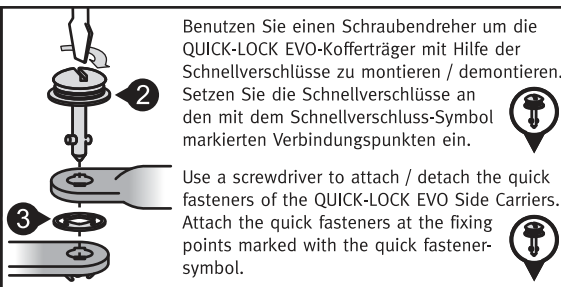 Benutzen Sie einen Schraubendreher um die
QUICK-LOCK EVO-Kofferträger mit Hilfe der
Schnellverschlüsse zu montieren / demontieren.
Setzen Sie die Schnellverschlüsse an
den mit dem Schnellverschluss-Symbol
markierten Verbindungspunkten ein.
Use a screwdriver to attach / detach the quick
fasteners of the QUICK-LOCK EVO Side Carriers.
Attach the quick fasteners at the fixing
points marked with the quick fastener-
symbol.
2
3